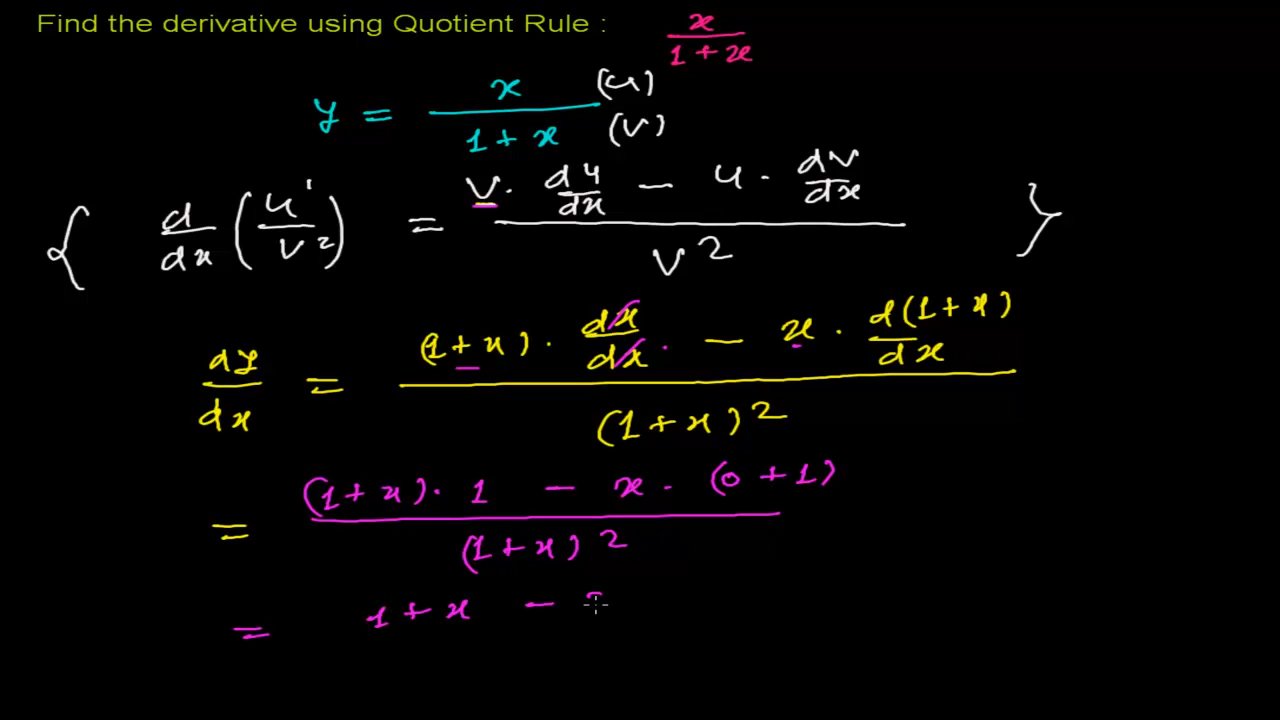 Find the derivative using Quotient Rule : x/(1+x)
y = x/(1+x) (u) (v)
{ d/dx (u'/v²) = (v · du/dx − u · dv/dx)/v² }
dy/dx = ((1+x) · dx/dx · − x · d(1+x)/dx)/(1+x)²
= ((1+x) · 1 − x · (0+1))/(1+x)²
= 1+x −